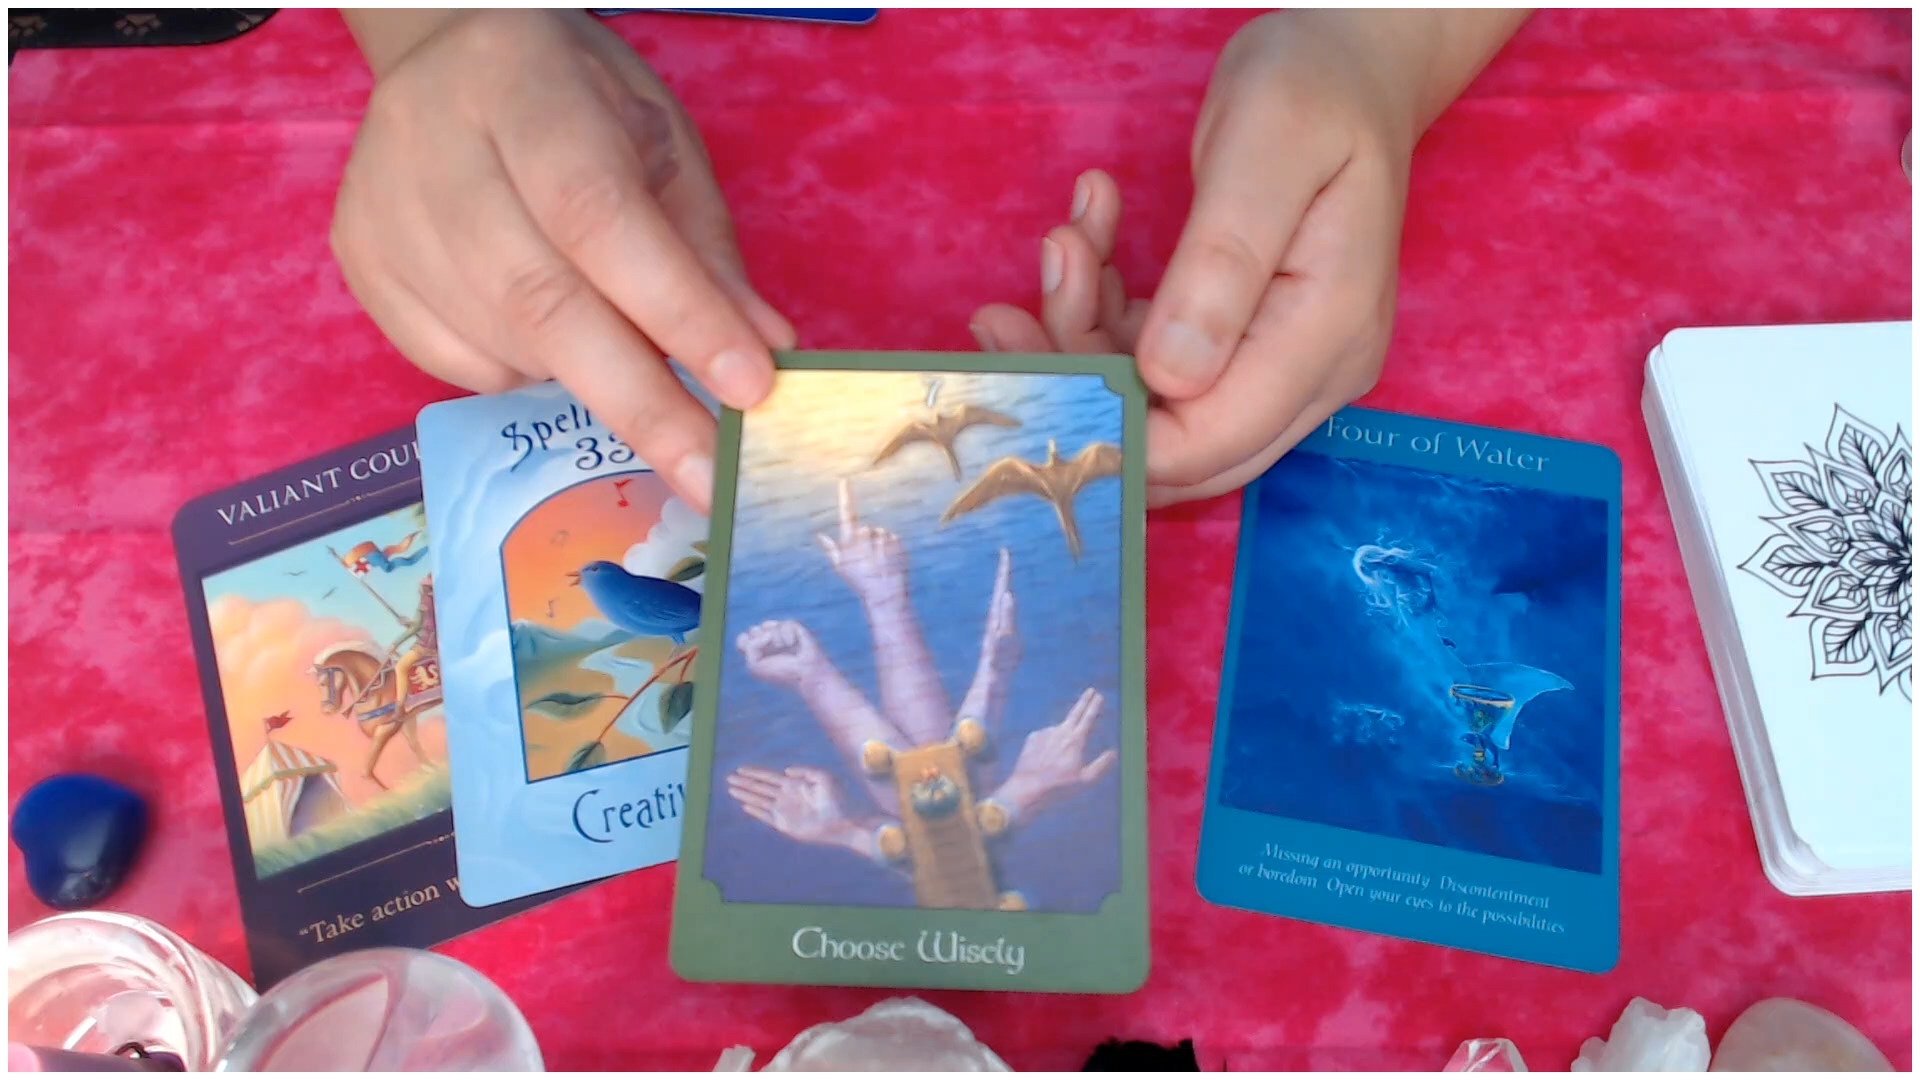 VALIANT COU
"Take action w
Spell
33
Creativ
7
Choose Wisely
Four of Water
Missing an opportunity Discontentment
or boredom Open your eyes to the possibilities